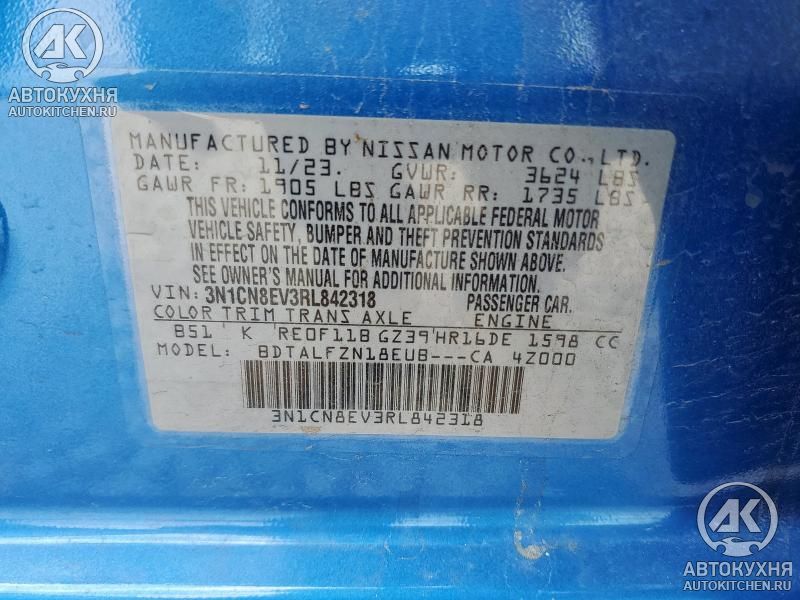 AK
АВТОКУХНЯ
AUTOKITCHEN.RU
MANUFACTURED BY NISSAN MOTOR CO., LTD.
DATE: 11/23. GVWR: 3624 LBS
GAWR FR: 1905 LBS GAWR RR: 1735 LBS
THIS VEHICLE CONFORMS TO ALL APPLICABLE FEDERAL MOTOR
VEHICLE SAFETY, BUMPER AND THEFT PREVENTION STANDARDS
IN EFFECT ON THE DATE OF MANUFACTURE SHOWN ABOVE.
SEE OWNER'S MANUAL FOR ADDITIONAL INFORMATION.
VIN: 3N1CN8EV3RL842318 PASSENGER CAR.
COLOR TRIM TRANS AXLE ENGINE
B51 K RE0F11B GZ39 HR16DE 1598 CC
MODEL: BDTALFZN18EUB---CA 4Z000
3N1CN8EV3RL842318
AK
АВТОКУХНЯ
AUTOKITCHEN.RU